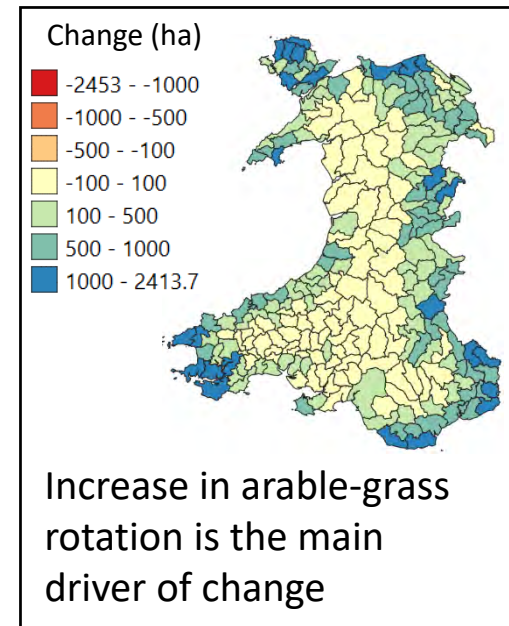 Change (ha)
-2453 - -1000
-1000 - -500
-500 - -100
-100 - 100
100 - 500
500 - 1000
1000 - 2413.7
Increase in arable-grass
rotation is the main
driver of change